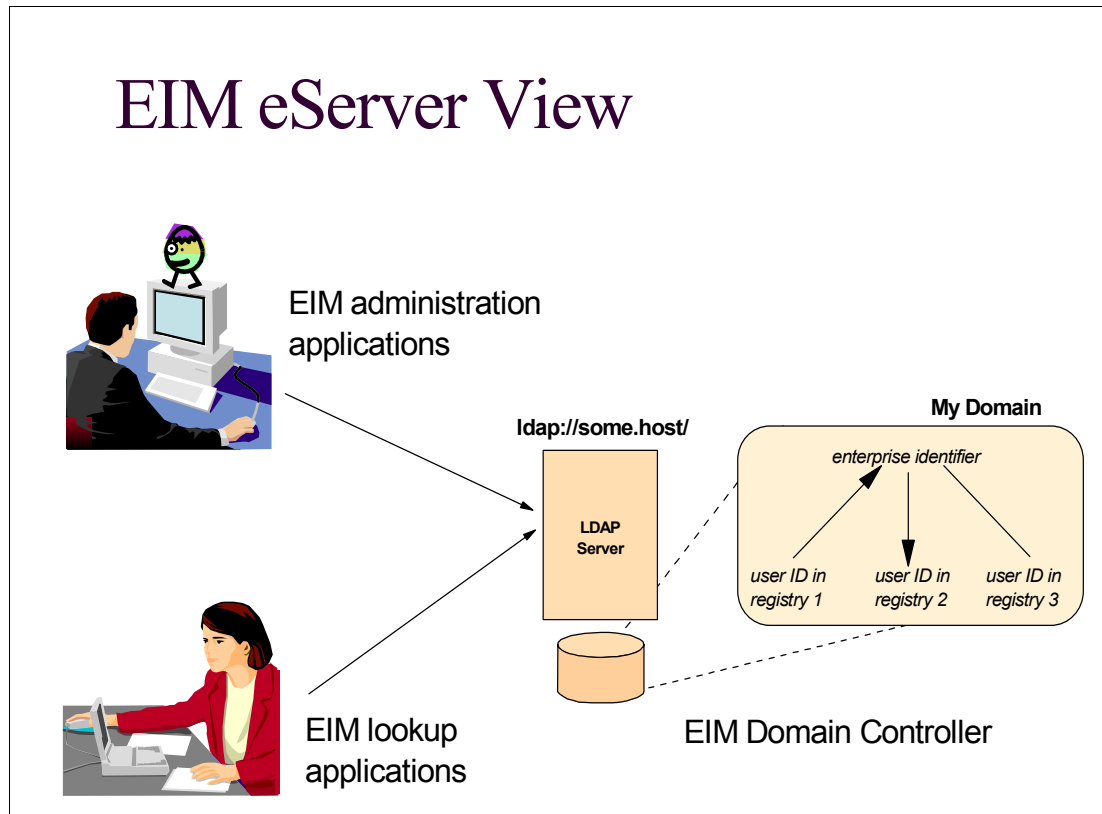 EIM eServer View
EIM administration
applications
ldap://some.host/
My Domain
enterprise identifier
LDAP
Server
user ID in
registry 1
user ID in
registry 2
user ID in
registry 3
EIM lookup
applications
EIM Domain Controller